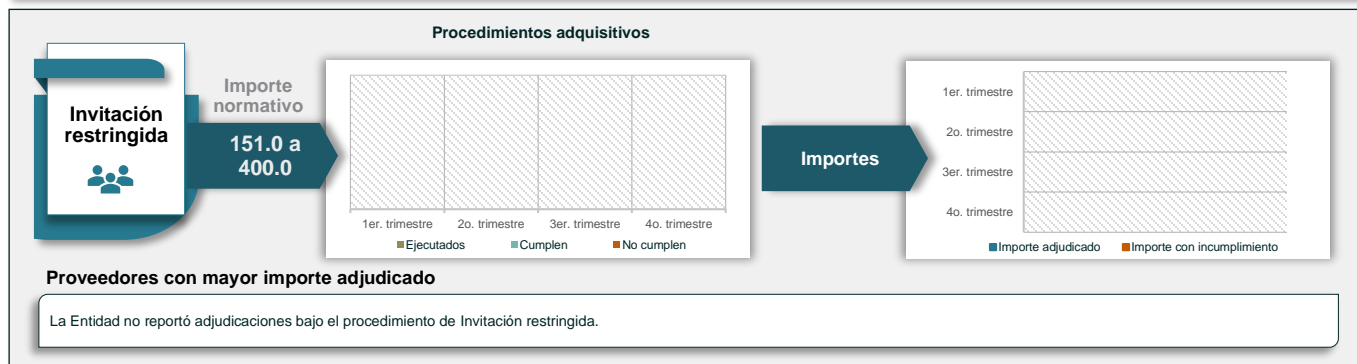 Procedimientos adquisitivos
Invitación
restringida
Importe
normativo
151.0 a
400.0
1er. trimestre
2o. trimestre
3er. trimestre
4o. trimestre
Ejecutados
Cumplen
No cumplen
Importes
1er. trimestre
2o. trimestre
3er. trimestre
4o. trimestre
Importe adjudicado
Importe con incumplimiento
Proveedores con mayor importe adjudicado
La Entidad no reportó adjudicaciones bajo el procedimiento de Invitación restringida.